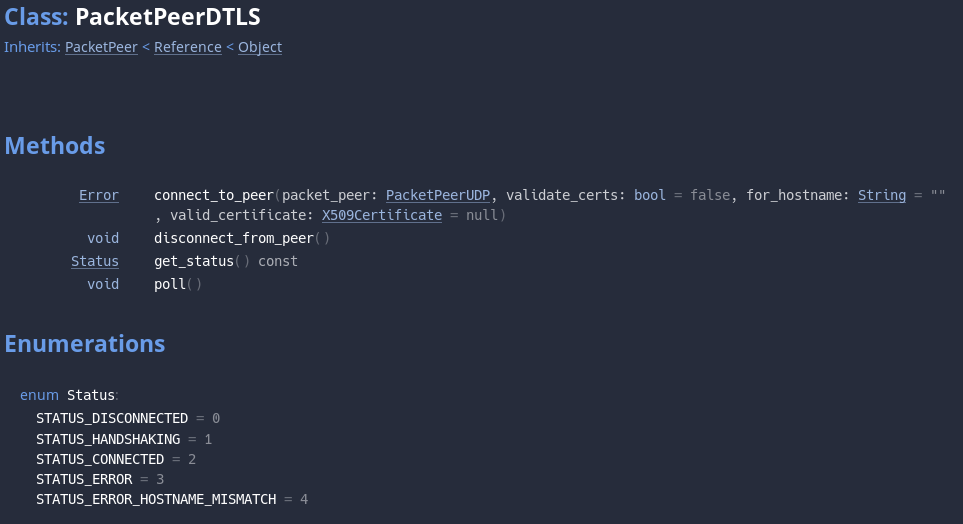 Class: PacketPeerDTLS
Inherits: PacketPeer < Reference < Object
Methods
Error connect_to_peer(packet_peer: PacketPeerUDP, validate_certs: bool = false, for_hostname: String = ""
, valid_certificate: X509Certificate = null)
void disconnect_from_peer()
Status get_status() const
void poll()
Enumerations
enum Status:
STATUS_DISCONNECTED = 0
STATUS_HANDSHAKING = 1
STATUS_CONNECTED = 2
STATUS_ERROR = 3
STATUS_ERROR_HOSTNAME_MISMATCH = 4